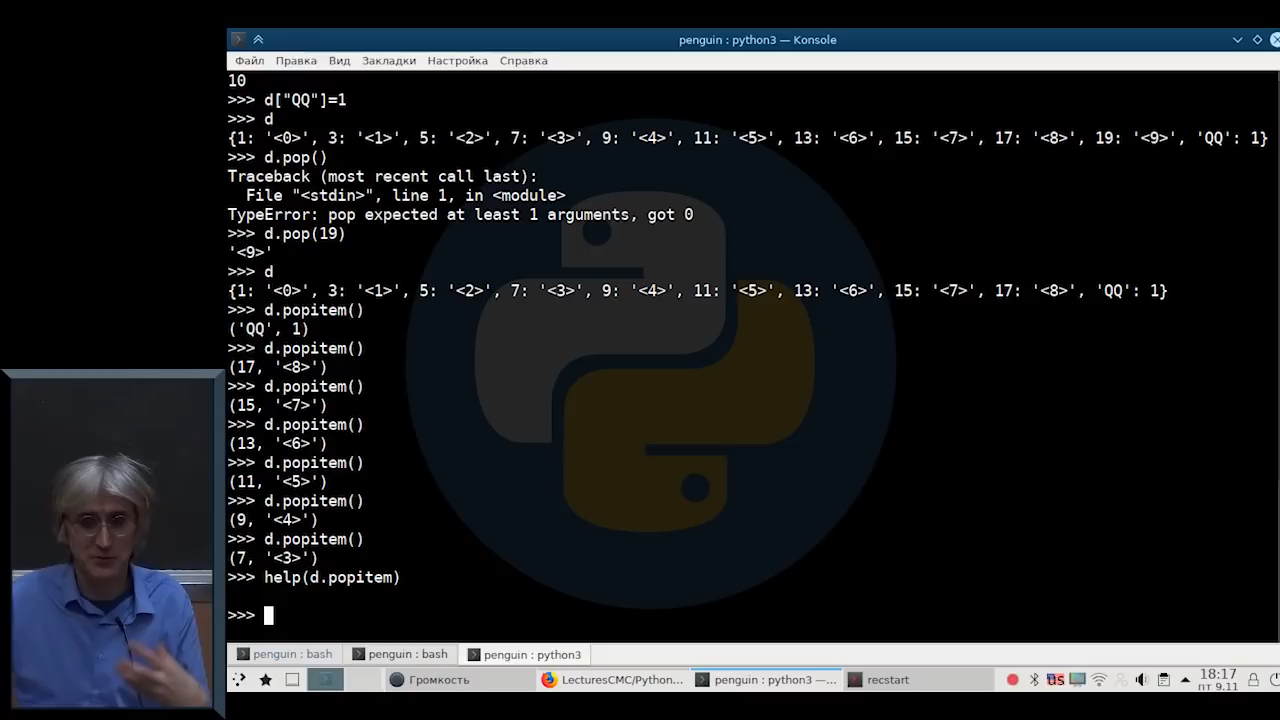 penguin : python3 — Konsole
Файл Правка Вид Закладки Настройка Справка
10
>>> d["QQ"]=1
>>> d
{1: '<0>', 3: '<1>', 5: '<2>', 7: '<3>', 9: '<4>', 11: '<5>', 13: '<6>', 15: '<7>', 17: '<8>', 19: '<9>', 'QQ': 1}
>>> d.pop()
Traceback (most recent call last):
  File "<stdin>", line 1, in <module>
TypeError: pop expected at least 1 arguments, got 0
>>> d.pop(19)
'<9>'
>>> d
{1: '<0>', 3: '<1>', 5: '<2>', 7: '<3>', 9: '<4>', 11: '<5>', 13: '<6>', 15: '<7>', 17: '<8>', 'QQ': 1}
>>> d.popitem()
('QQ', 1)
>>> d.popitem()
(17, '<8>')
>>> d.popitem()
(15, '<7>')
>>> d.popitem()
(13, '<6>')
>>> d.popitem()
(11, '<5>')
>>> d.popitem()
(9, '<4>')
>>> d.popitem()
(7, '<3>')
>>> help(d.popitem)
>>>
penguin : bash penguin : bash penguin : python3
Громкость LecturesCMC/Python... penguin : python3 —... recstart US 18:17
пт 9.11